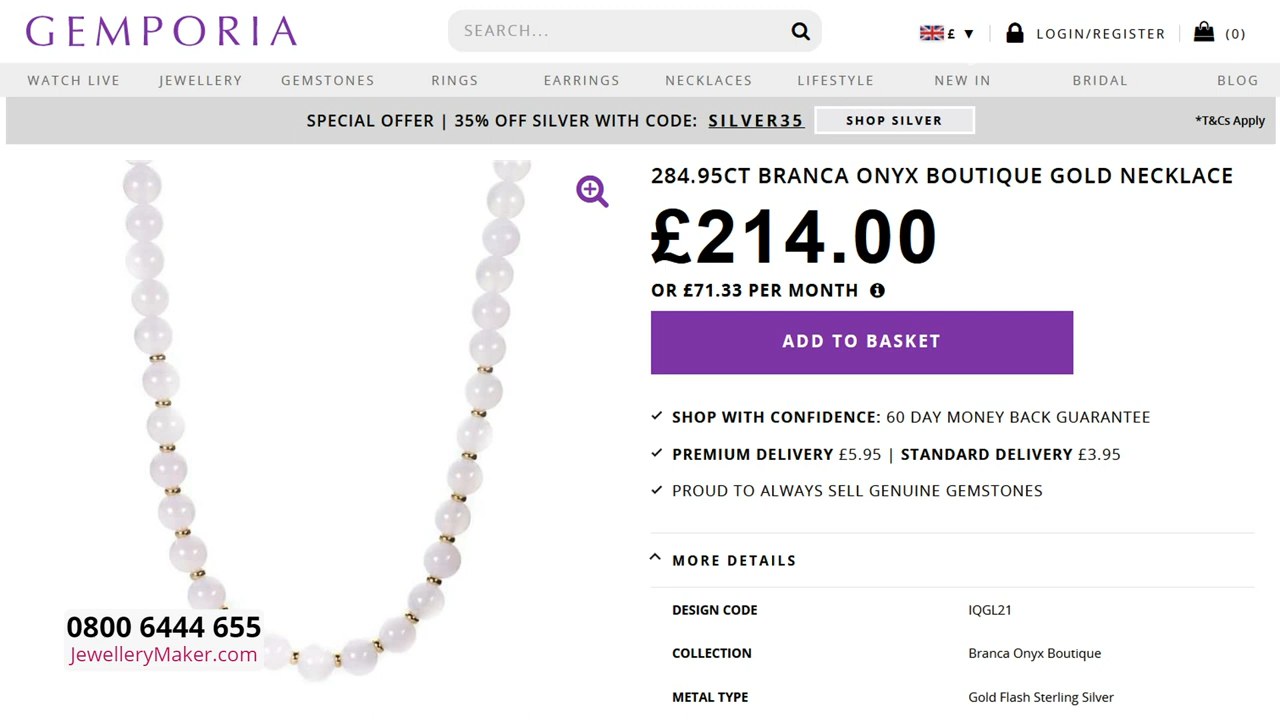 GEMPORIA
SEARCH...
£ ▼
LOGIN/REGISTER
(0)
WATCH LIVE JEWELLERY GEMSTONES RINGS EARRINGS NECKLACES LIFESTYLE NEW IN BRIDAL BLOG
SPECIAL OFFER | 35% OFF SILVER WITH CODE: SILVER35 SHOP SILVER *T&Cs Apply
284.95CT BRANCA ONYX BOUTIQUE GOLD NECKLACE
£214.00
OR £71.33 PER MONTH
ADD TO BASKET
SHOP WITH CONFIDENCE: 60 DAY MONEY BACK GUARANTEE
PREMIUM DELIVERY £5.95 | STANDARD DELIVERY £3.95
PROUD TO ALWAYS SELL GENUINE GEMSTONES
MORE DETAILS
DESIGN CODE IQGL21
COLLECTION Branca Onyx Boutique
METAL TYPE Gold Flash Sterling Silver
0800 6444 655
JewelleryMaker.com